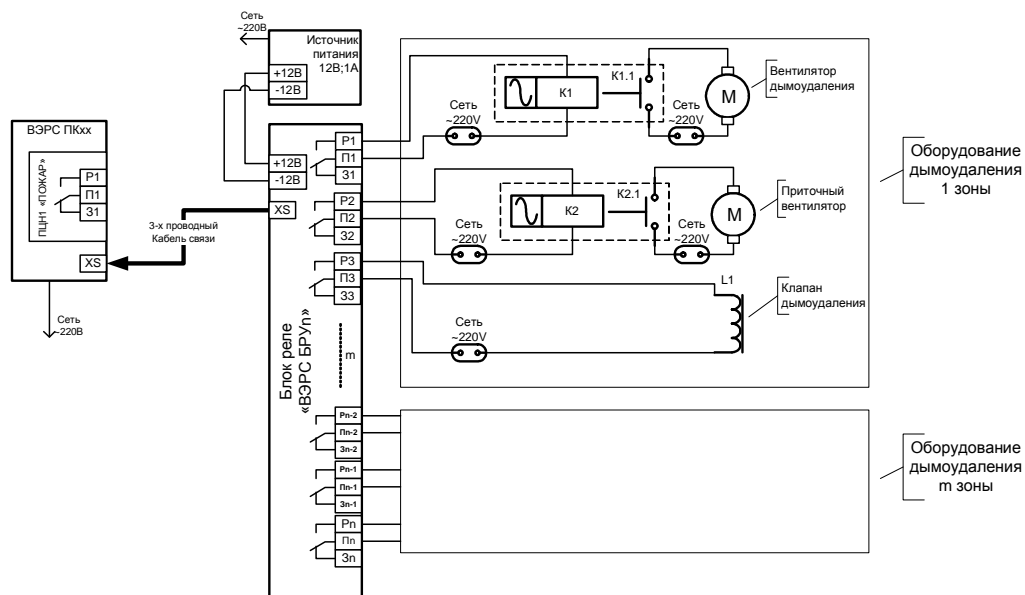 ВЭРС ПКхх
ПЦН1 «ПОЖАР»
Р1
П1
З1
XS
Сеть
~220В
3-х проводный
Кабель связи
Сеть
~220В
Источник
питания
12В;1А
+12В
-12В
+12В
-12В
XS
Блок реле
«ВЭРС БРУn»
Р1
П1
З1
Р2
П2
З2
Р3
П3
З3
m
Рn-2
Пn-2
Зn-2
Рn-1
Пn-1
Зn-1
Рn
Пn
Зn
К1
К1.1
Сеть
~220V
Сеть
~220V
М
Вентилятор
дымоудаления
К2
К2.1
Сеть
~220V
Сеть
~220V
М
Приточный
вентилятор
Сеть
~220V
L1
Клапан
дымоудаления
Оборудование
дымоудаления
1 зоны
Оборудование
дымоудаления
m зоны